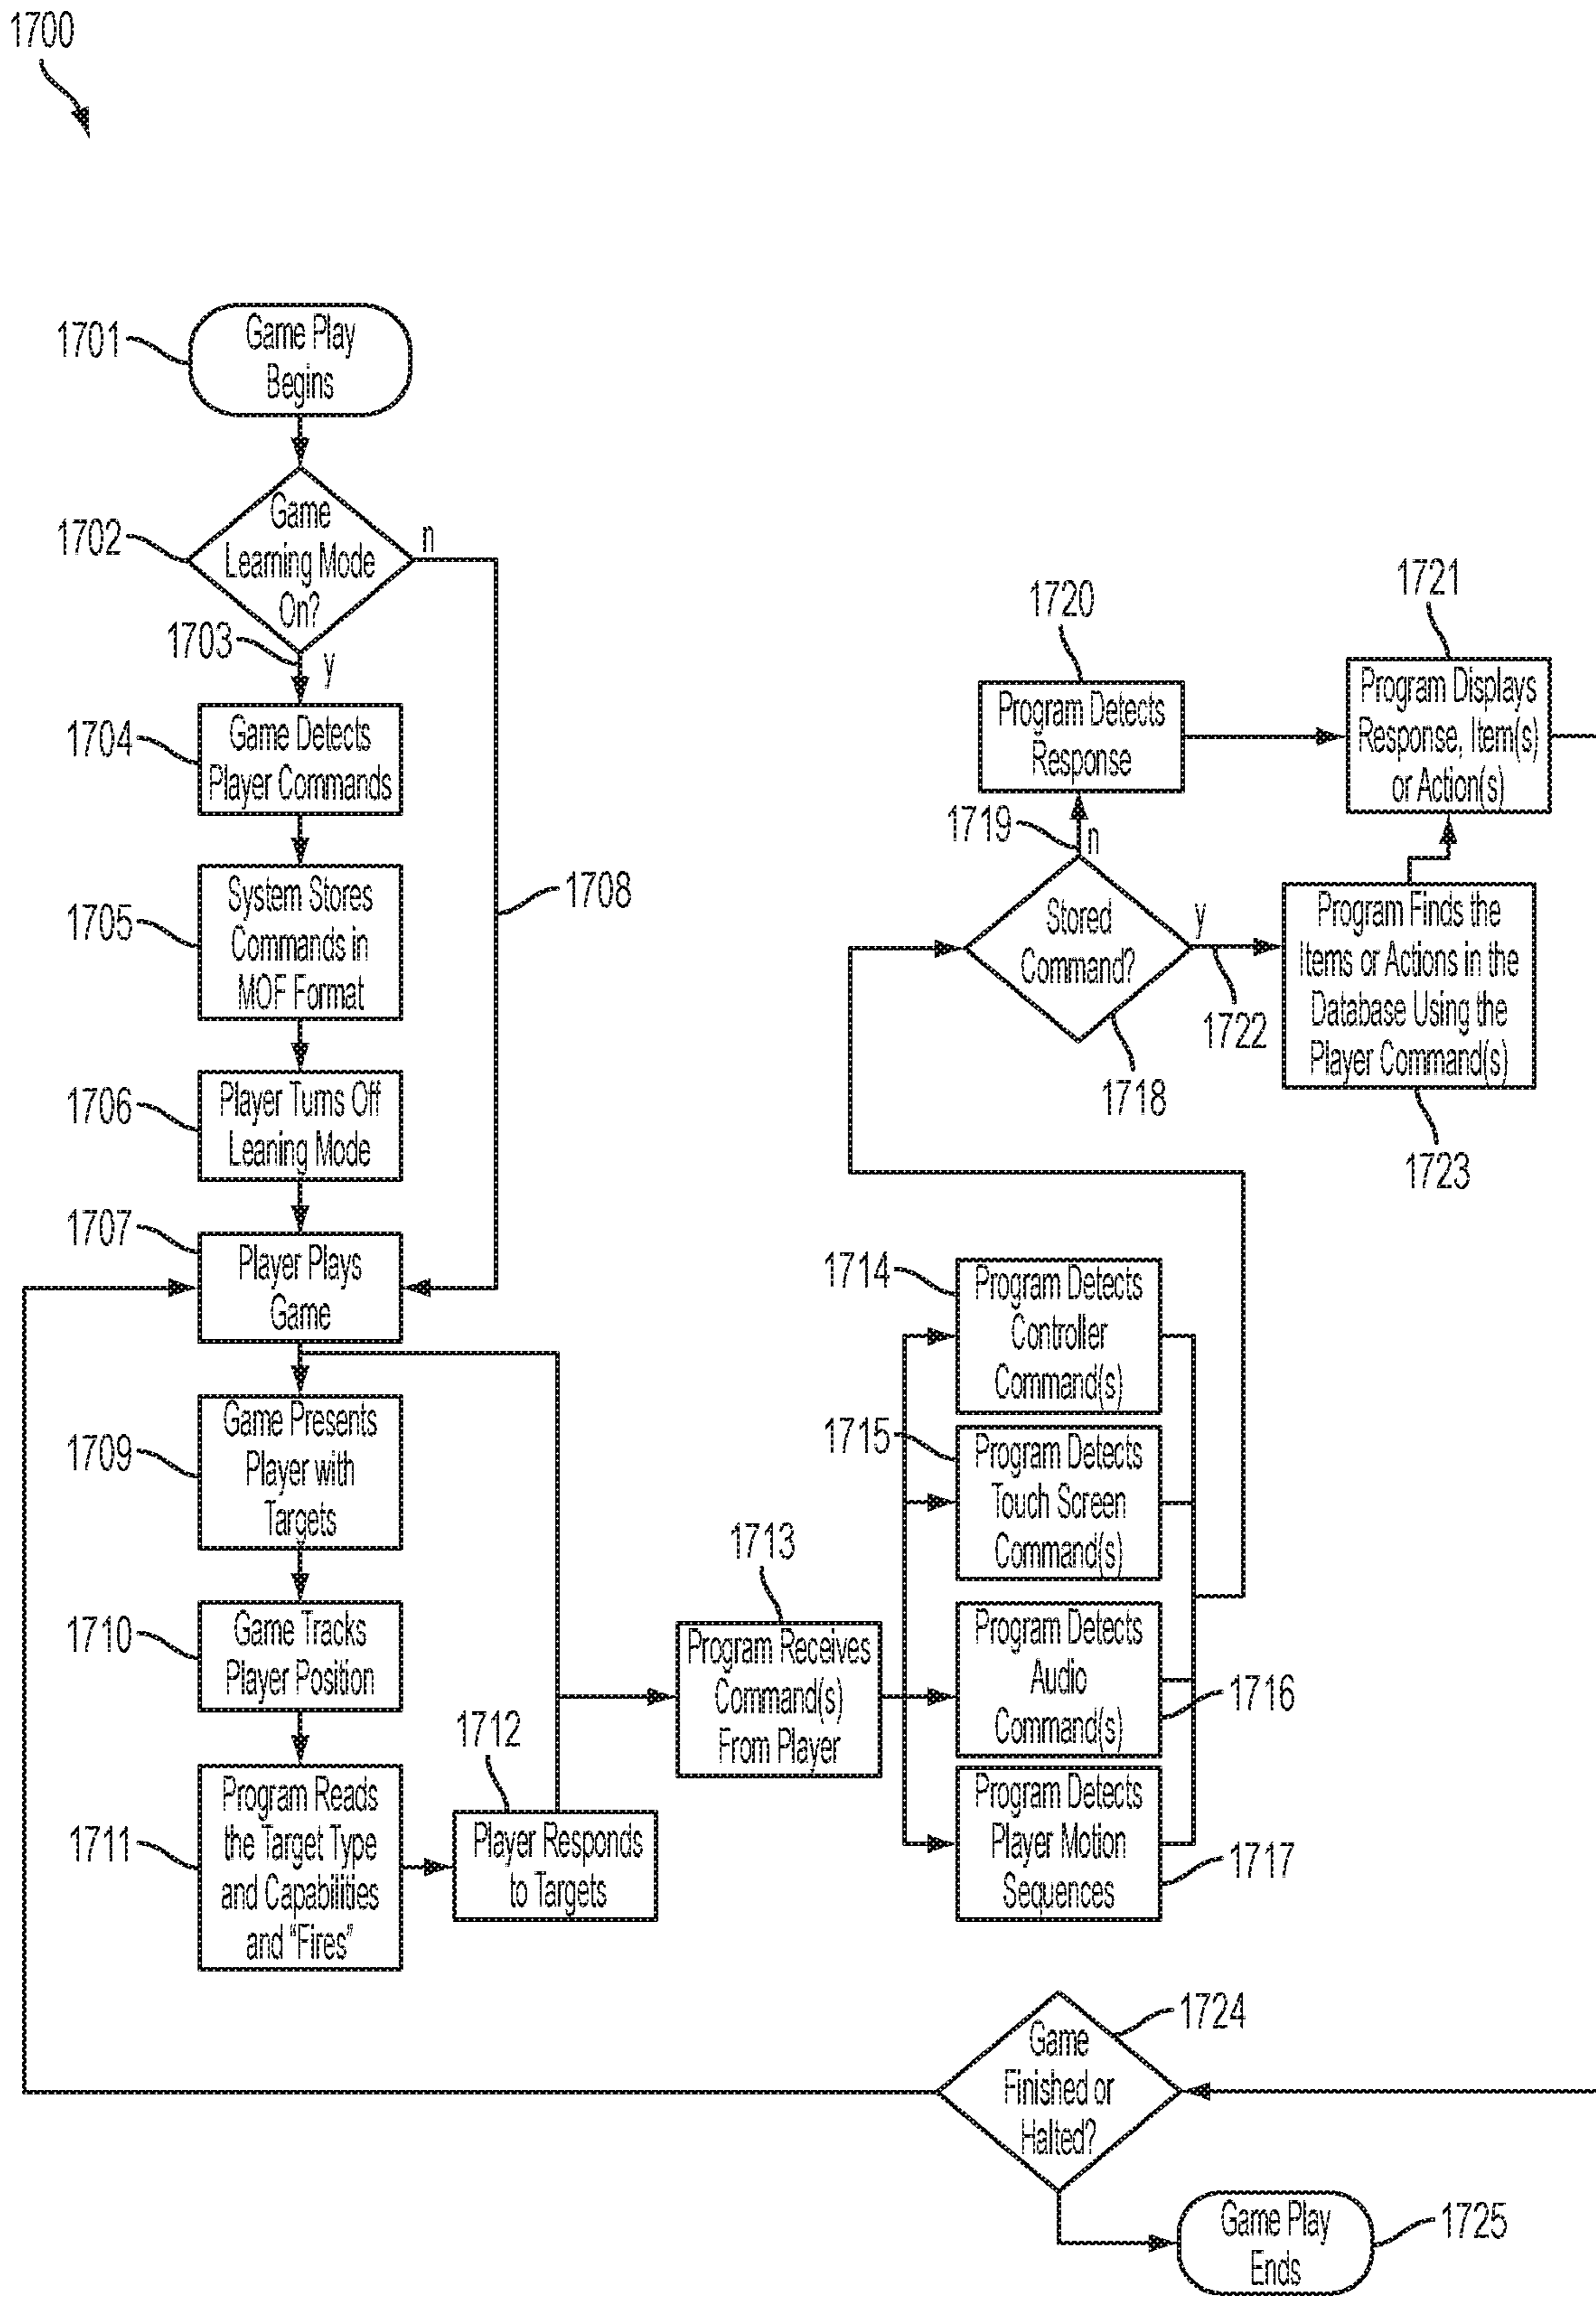 1700
1701
Game Play
Begins
1702
Game
Learning Mode
On?
n
1703
y
1704
Game Detects
Player Commands
1705
System Stores
Commands in
MOF Format
1708
1706
Player Turns Off
Leaning Mode
1707
Player Plays
Game
1709
Game Presents
Player with
Targets
1710
Game Tracks
Player Position
1711
Program Reads
the Target Type
and Capabilities
and "Fires"
1712
Player Responds
to Targets
1713
Program Receives
Command(s)
From Player
1714
Program Detects
Controller
Command(s)
1715
Program Detects
Touch Screen
Command(s)
Program Detects
Audio
Command(s)
1716
Program Detects
Player Motion
Sequences
1717
1720
Program Detects
Response
1721
Program Displays
Response, Item(s)
or Action(s)
1719
n
Stored
Command?
y
1722
1718
Program Finds the
Items or Actions in the
Database Using the
Player Command(s)
1723
1724
Game
Finished or
Halted?
Game Play
Ends
1725